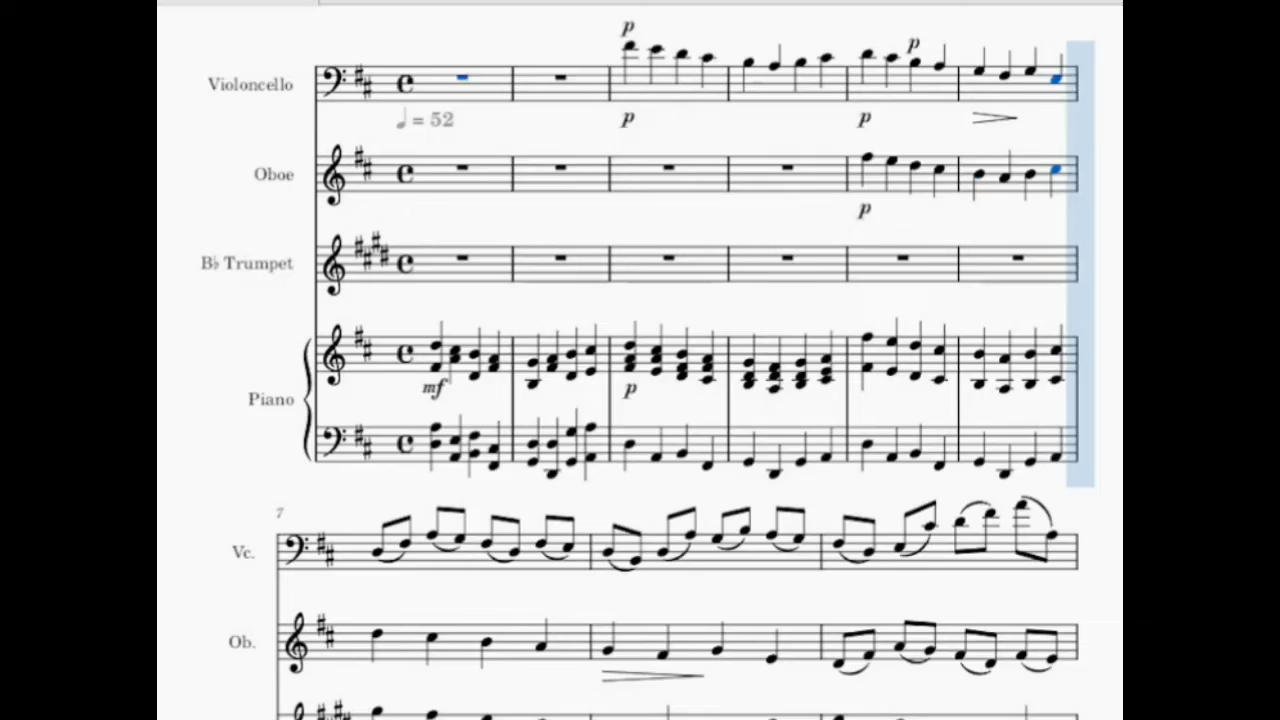 p
p
Violoncello
𝅗𝅥 = 52
p
p
Oboe
p
B♭ Trumpet
mf
p
Piano
7
Vc.
Ob.